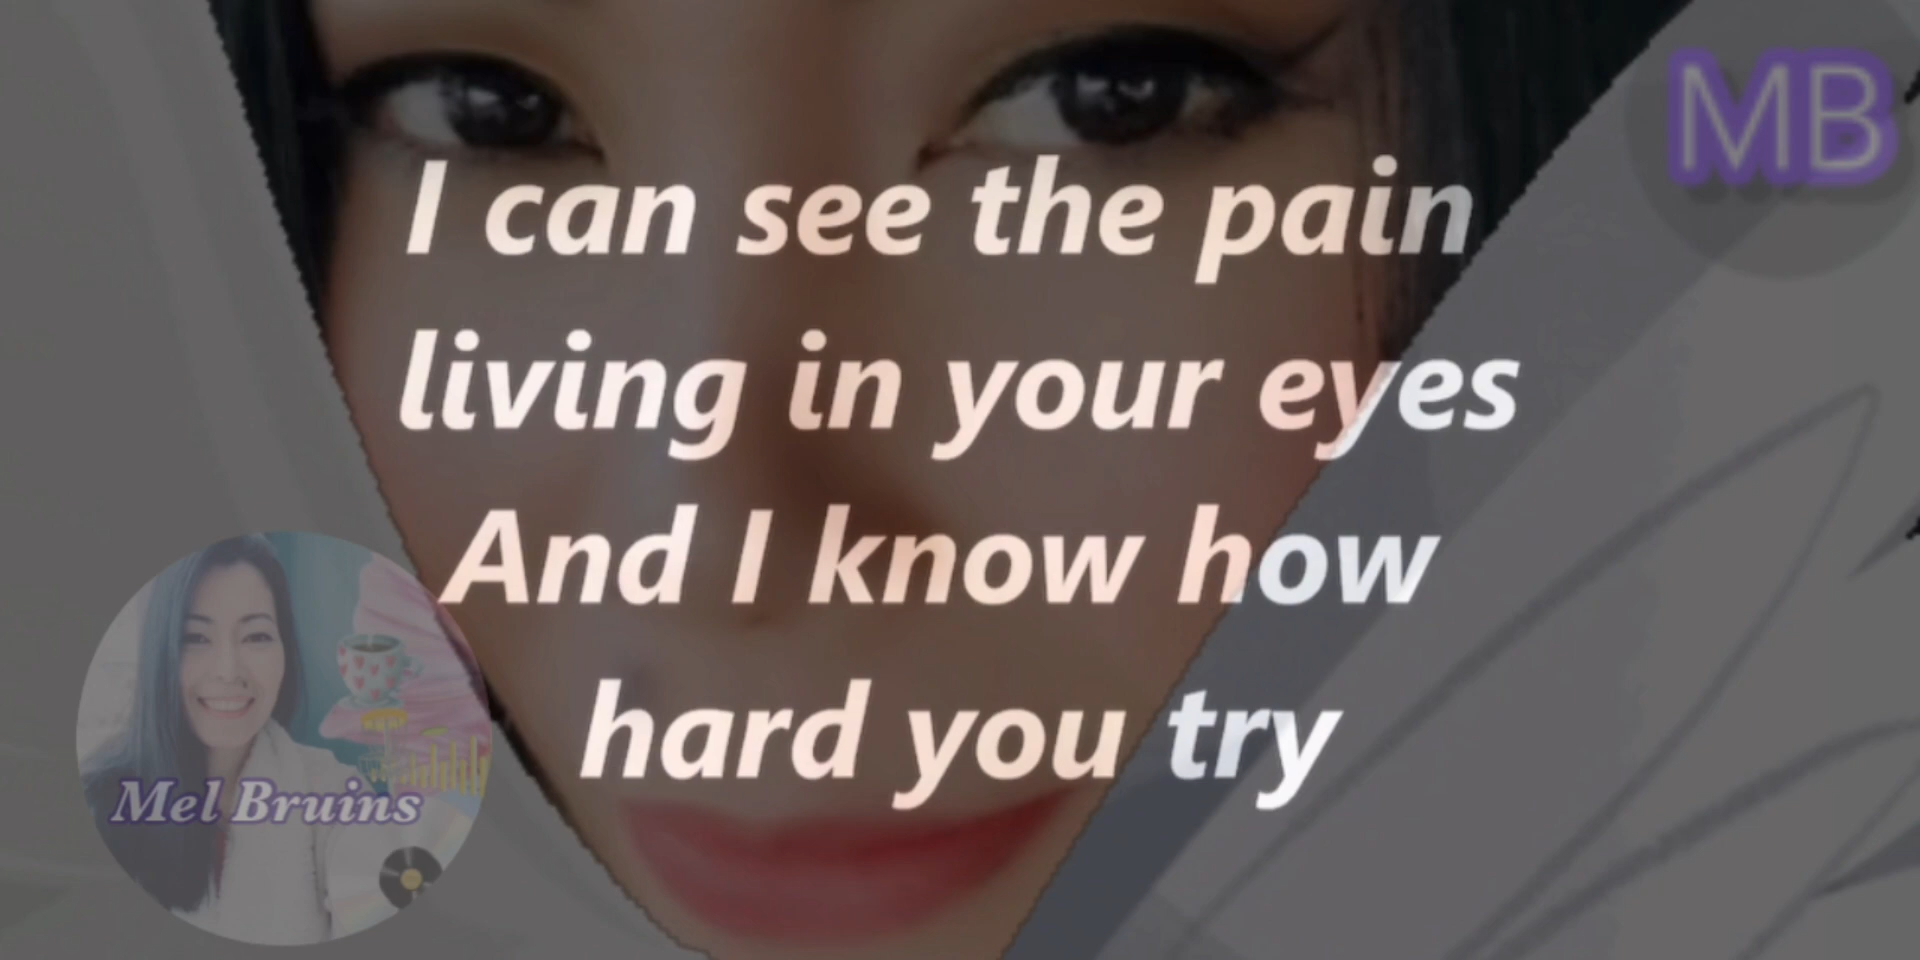 MB
I can see the pain
living in your eyes
And I know how
hard you try
Mel Bruins